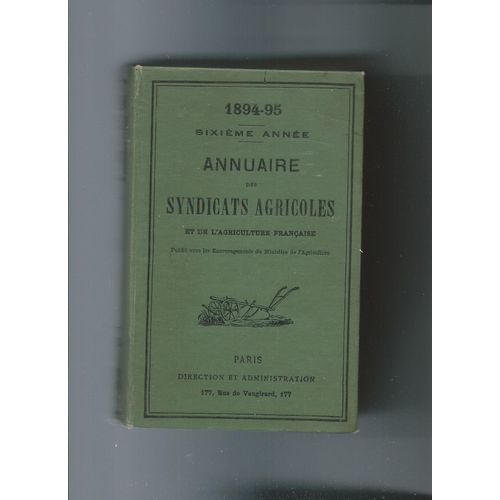 1894-95
SIXIÈME ANNÉE
ANNUAIRE
DES
SYNDICATS AGRICOLES
ET DE L'AGRICULTURE FRANÇAISE
Publié sous les Encouragements du Ministère de l'Agriculture
PARIS
DIRECTION ET ADMINISTRATION
177, Rue de Vaugirard, 177